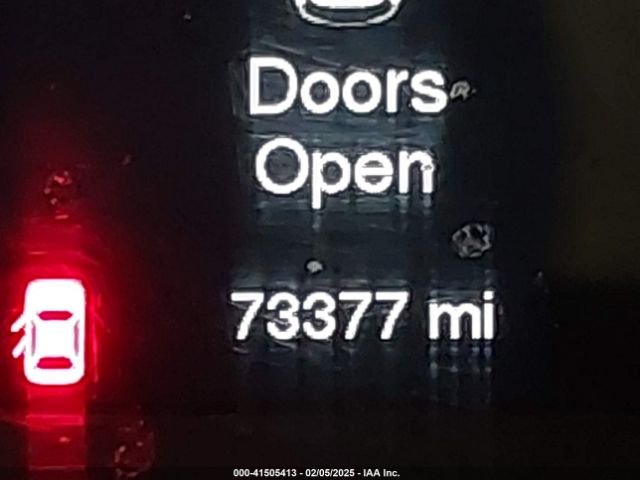 Doors
Open
73377 mi
000-41505413 - 02/05/2025 - IAA Inc.